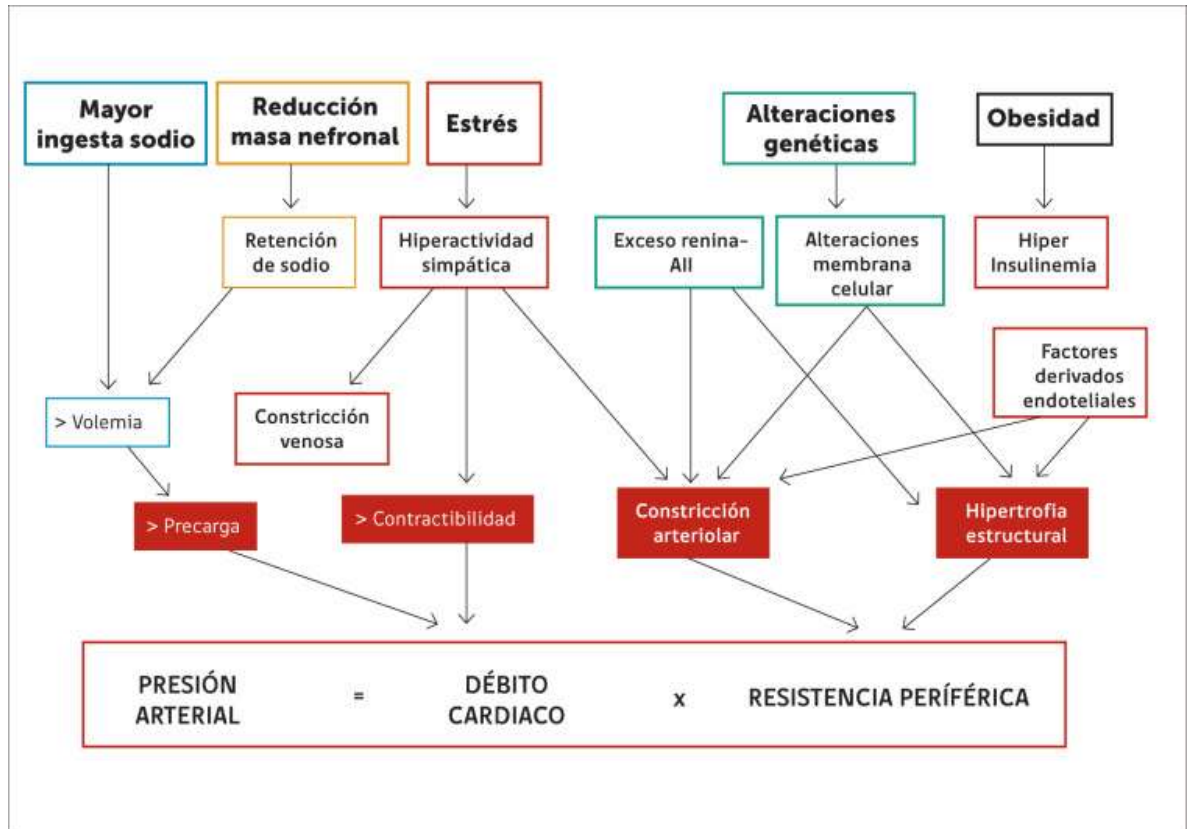 Mayor
ingesta sodio
Reducción
masa nefronal
Estrés
Alteraciones
genéticas
Obesidad
Retención
de sodio
Hiperactividad
simpática
Exceso renina-
AII
Alteraciones
membrana
celular
Hiper
Insulinemia
Factores
derivados
endoteliales
> Volemia
Constricción
venosa
> Precarga
> Contractibilidad
Constricción
arteriolar
Hipertrofia
estructural
PRESIÓN
ARTERIAL
=
DÉBITO
CARDIACO
x
RESISTENCIA PERÍFÉRICA